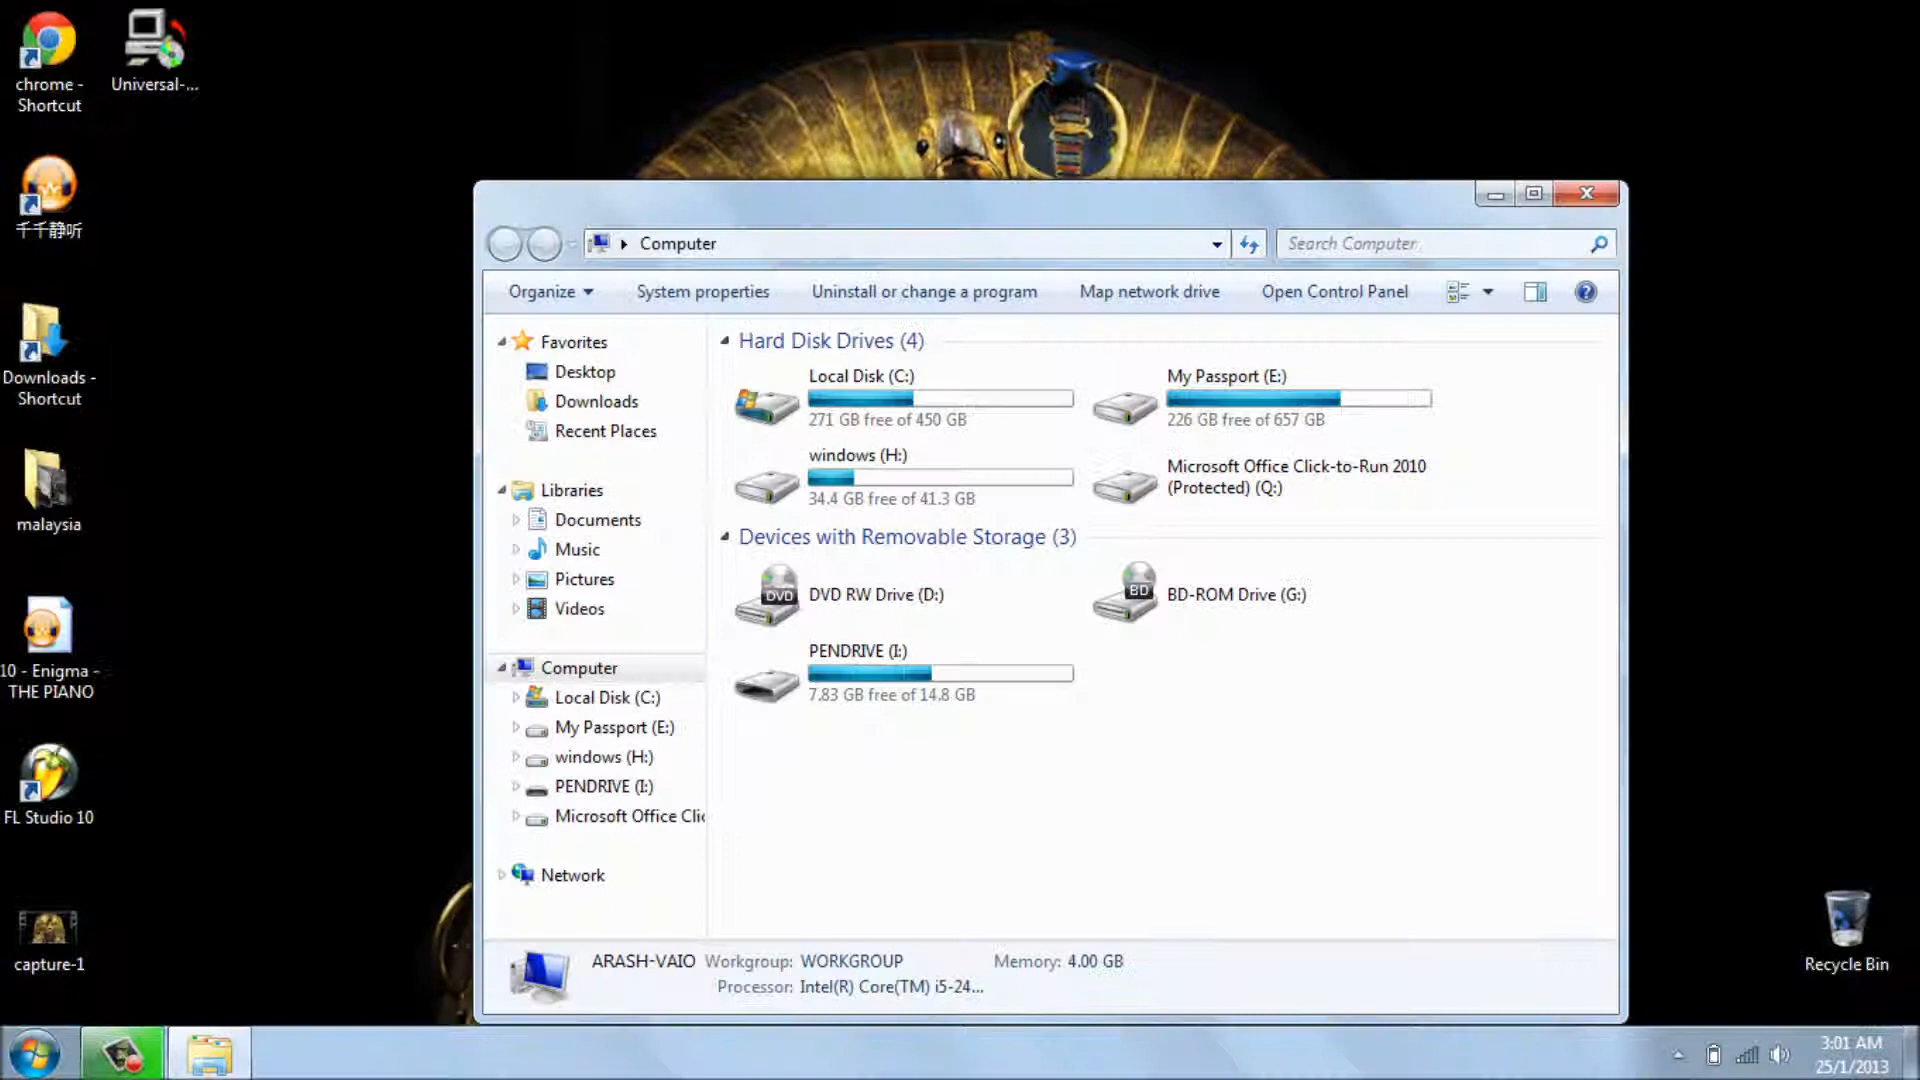 chrome -
Shortcut
Universal-...
千千静听
Downloads -
Shortcut
malaysia
10 - Enigma -
THE PIANO
FL Studio 10
capture-1
Computer
Search Computer
Organize
System properties
Uninstall or change a program
Map network drive
Open Control Panel
Favorites
Desktop
Downloads
Recent Places
Libraries
Documents
Music
Pictures
Videos
Computer
Local Disk (C:)
My Passport (E:)
windows (H:)
PENDRIVE (I:)
Microsoft Office Clic
Network
Hard Disk Drives (4)
Local Disk (C:)
271 GB free of 450 GB
My Passport (E:)
226 GB free of 657 GB
windows (H:)
34.4 GB free of 41.3 GB
Microsoft Office Click-to-Run 2010
(Protected) (Q:)
Devices with Removable Storage (3)
DVD
DVD RW Drive (D:)
BD
BD-ROM Drive (G:)
PENDRIVE (I:)
7.83 GB free of 14.8 GB
ARASH-VAIO Workgroup: WORKGROUP Memory: 4.00 GB
Processor: Intel(R) Core(TM) i5-24...
Recycle Bin
3:01 AM
25/1/2013